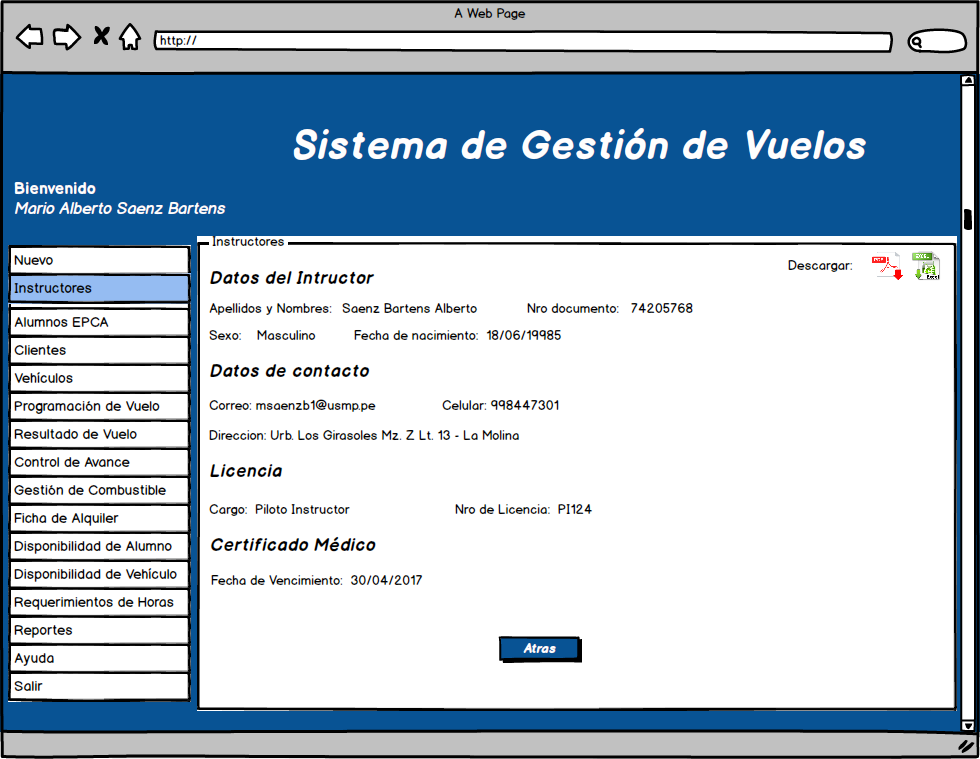 A Web Page
http://
Sistema de Gestión de Vuelos
Bienvenido
Mario Alberto Saenz Bartens
Nuevo
Instructores
Alumnos EPCA
Clientes
Vehículos
Programación de Vuelo
Resultado de Vuelo
Control de Avance
Gestión de Combustible
Ficha de Alquiler
Disponibilidad de Alumno
Disponibilidad de Vehículo
Requerimientos de Horas
Reportes
Ayuda
Salir
Instructores
Descargar:
PDF
Excel
Datos del Intructor
Apellidos y Nombres: Saenz Bartens Alberto Nro documento: 74205768
Sexo: Masculino Fecha de nacimiento: 18/06/19985
Datos de contacto
Correo: msaenzb1@usmp.pe Celular: 998447301
Direccion: Urb. Los Girasoles Mz. Z Lt. 13 - La Molina
Licencia
Cargo: Piloto Instructor Nro de Licencia: PI124
Certificado Médico
Fecha de Vencimiento: 30/04/2017
Atras